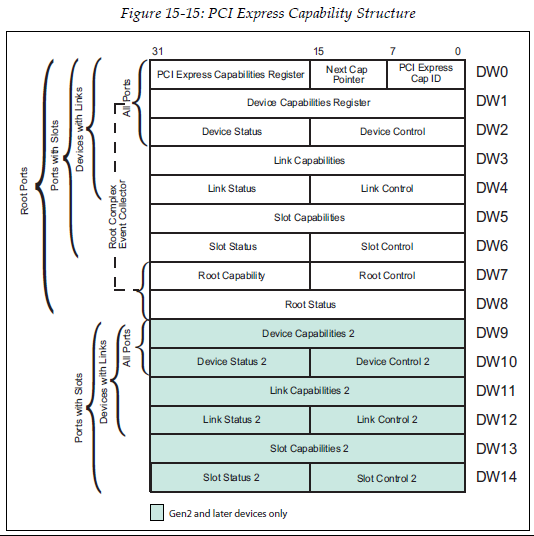 Figure 15-15: PCI Express Capability Structure
31
15
7
0
PCI Express Capabilities Register
Next Cap
Pointer
PCI Express
Cap ID
DW0
Device Capabilities Register
DW1
Device Status
Device Control
DW2
Link Capabilities
DW3
Link Status
Link Control
DW4
Slot Capabilities
DW5
Slot Status
Slot Control
DW6
Root Capability
Root Control
DW7
Root Status
DW8
Device Capabilities 2
DW9
Device Status 2
Device Control 2
DW10
Link Capabilities 2
DW11
Link Status 2
Link Control 2
DW12
Slot Capabilities 2
DW13
Slot Status 2
Slot Control 2
DW14
Root Ports
Ports with Slots
Devices with Links
All Ports
Root Complex
Event Collector
Ports with Slots
Devices with Links
All Ports
Gen2 and later devices only